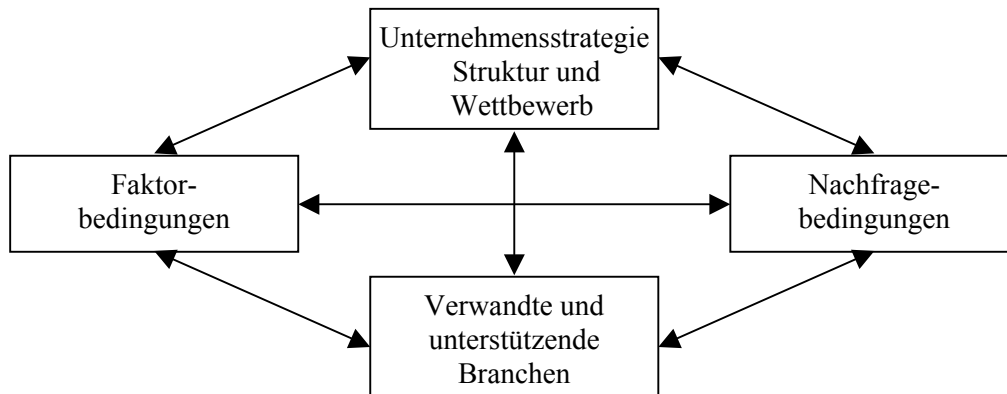 Unternehmensstrategie
Struktur und
Wettbewerb
Faktor-
bedingungen
Nachfrage-
bedingungen
Verwandte und
unterstützende
Branchen